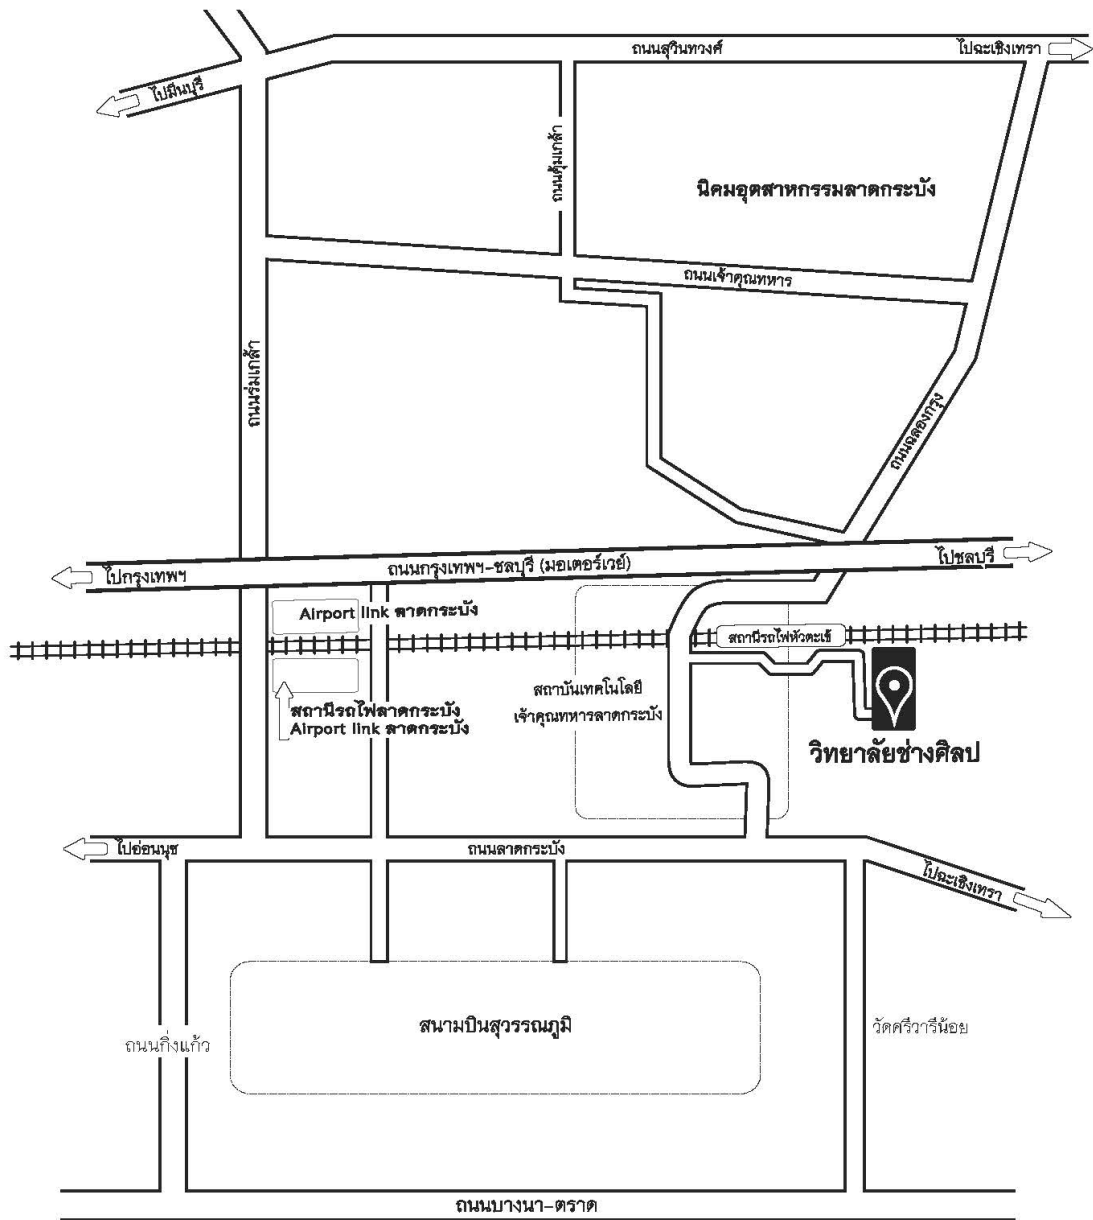 ถนนสุวินทวงศ์
ไปฉะเชิงเทรา
ไปมีนบุรี
ถนนคุ้มเกล้า
นิคมอุตสาหกรรมลาดกระบัง
ถนนเจ้าคุณทหาร
ถนนร่มเกล้า
ถนนฉลองกรุง
ไปกรุงเทพฯ
ถนนกรุงเทพฯ-ชลบุรี (มอเตอร์เวย์)
ไปชลบุรี
Airport link ลาดกระบัง
สถานีรถไฟหัวตะเข้
สถาบันเทคโนโลยี
เจ้าคุณทหารลาดกระบัง
สถานีรถไฟลาดกระบัง
Airport link ลาดกระบัง
วิทยาลัยช่างศิลป
ไปอ่อนนุช
ถนนลาดกระบัง
ไปฉะเชิงเทรา
สนามบินสุวรรณภูมิ
วัดศรีวารีน้อย
ถนนกิ่งแก้ว
ถนนบางนา-ตราด